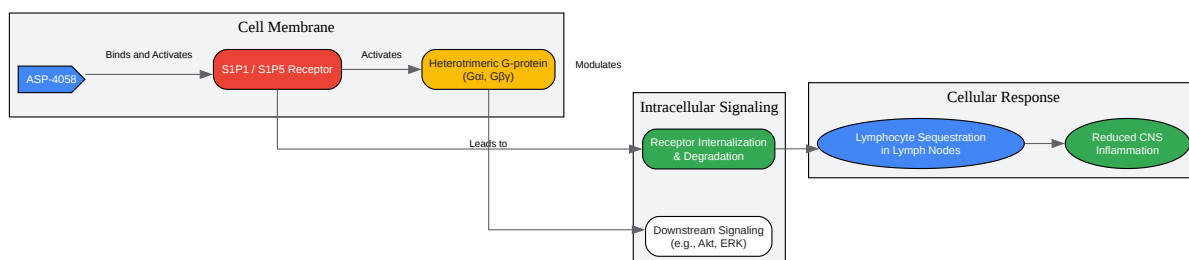 Cell Membrane
ASP-4058
Binds and Activates
S1P1 / S1P5 Receptor
Activates
Heterotrimeric G-protein
(Gαi, Gβγ)
Modulates
Leads to
Intracellular Signaling
Receptor Internalization
& Degradation
Downstream Signaling
(e.g., Akt, ERK)
Cellular Response
Lymphocyte Sequestration
in Lymph Nodes
Reduced CNS
Inflammation